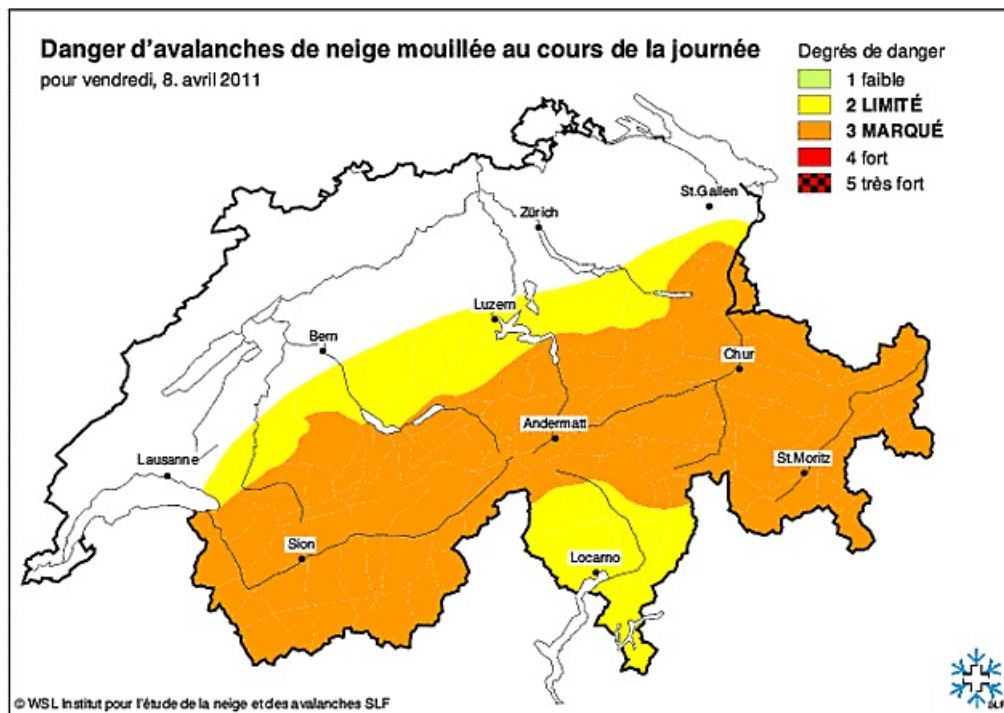 Danger d'avalanches de neige mouillée au cours de la journée
pour vendredi, 8. avril 2011
Degrés de danger
1 faible
2 LIMITÉ
3 MARQUÉ
4 fort
5 très fort
St.Gallen
Zürich
Luzern
Bern
Chur
Andermatt
Lausanne
St.Moritz
Sion
Locarno
© WSL Institut pour l'étude de la neige et des avalanches SLF
SLF